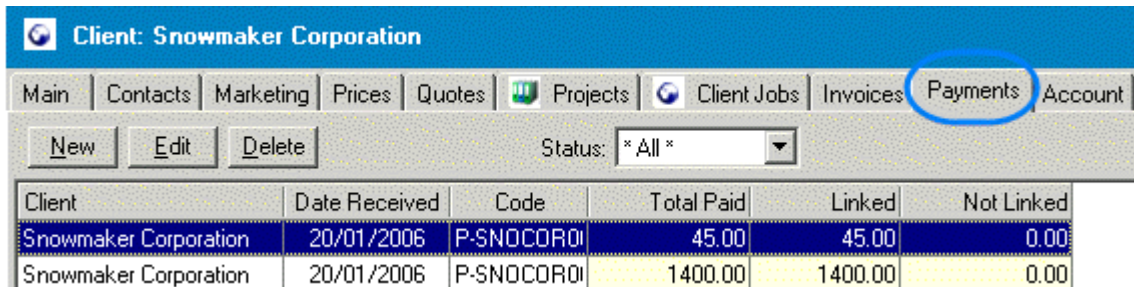 Client: Snowmaker Corporation
Main Contacts Marketing Prices Quotes Projects Client Jobs Invoices Payments Account
New Edit Delete Status: * All *
Client Date Received Code Total Paid Linked Not Linked
Snowmaker Corporation 20/01/2006 45.00 45.00 0.00
Snowmaker Corporation 20/01/2006 1400.00 1400.00 0.00